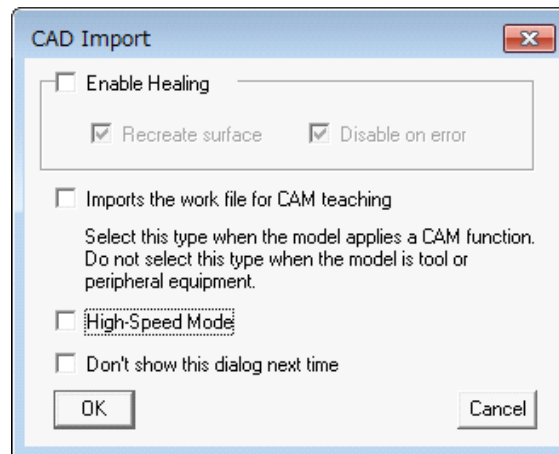 CAD Import
Enable Healing
Recreate surface Disable on error
Imports the work file for CAM teaching
Select this type when the model applies a CAM function.
Do not select this type when the model is tool or
peripheral equipment.
High-Speed Mode
Don't show this dialog next time
OK Cancel